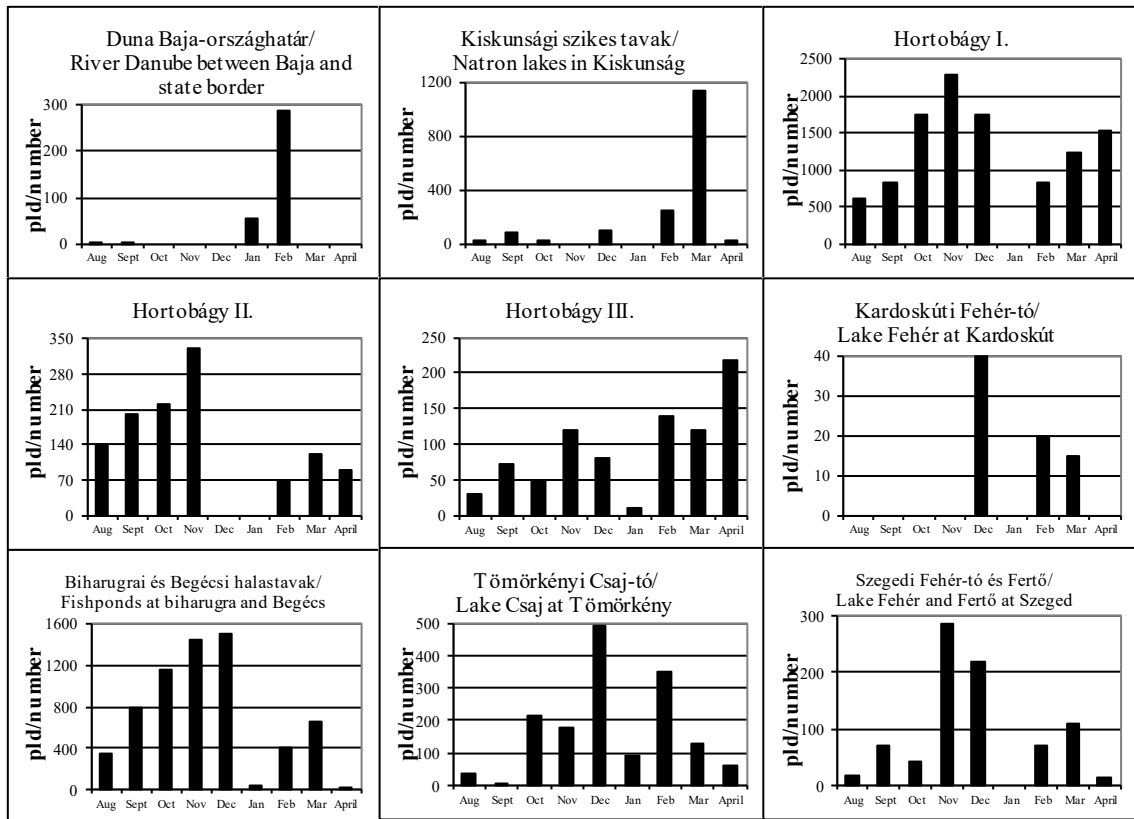 Duna Baja-országhatár/
River Danube between Baja and
state border
pld/number
300
200
100
0
Aug Sept Oct Nov Dec Jan Feb Mar April
Kiskunsági szikes tavak/
Natron lakes in Kiskunság
pld/number
1200
800
400
0
Aug Sept Oct Nov Dec Jan Feb Mar April
Hortobágy I.
pld/number
2500
2000
1500
1000
500
0
Aug Sept Oct Nov Dec Jan Feb Mar April
Hortobágy II.
pld/number
350
280
210
140
70
0
Aug Sept Oct Nov Dec Jan Feb Mar April
Hortobágy III.
pld/number
250
200
150
100
50
0
Aug Sept Oct Nov Dec Jan Feb Mar April
Kardoskúti Fehér-tó/
Lake Fehér at Kardoskút
pld/number
40
30
20
10
0
Aug Sept Oct Nov Dec Jan Feb Mar April
Biharugrai és Begécsi halastavak/
Fishponds at biharugra and Begécs
pld/number
1600
1200
800
400
0
Aug Sept Oct Nov Dec Jan Feb Mar April
Tömörkényi Csaj-tó/
Lake Csaj at Tömörkény
pld/number
500
400
300
200
100
0
Aug Sept Oct Nov Dec Jan Feb Mar April
Szegedi Fehér-tó és Fertő/
Lake Fehér and Fertő at Szeged
pld/number
300
200
100
0
Aug Sept Oct Nov Dec Jan Feb Mar April